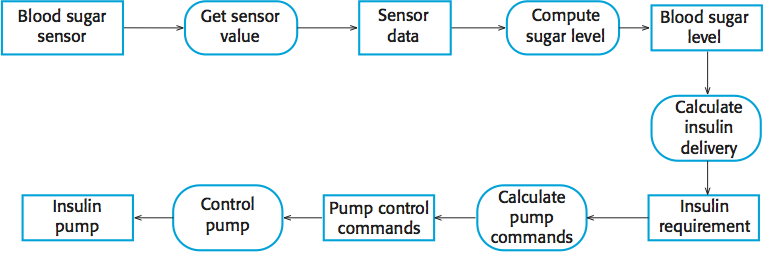 Blood sugar
sensor
Get sensor
value
Sensor
data
Compute
sugar level
Blood sugar
level
Calculate
insulin
delivery
Insulin
requirement
Calculate
pump
commands
Pump control
commands
Control
pump
Insulin
pump